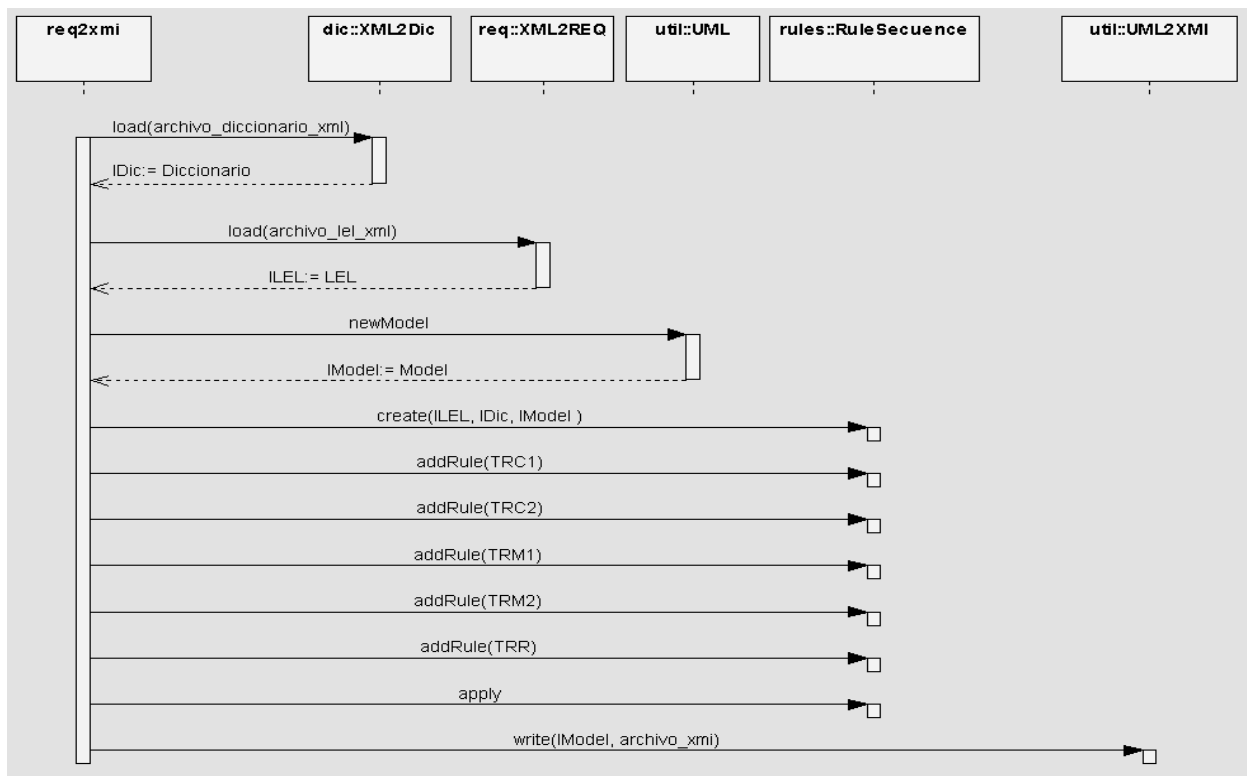 req2xmi
dic::XML2Dic
req::XML2REQ
util::UML
rules::RuleSecuence
util::UML2XMI
load(archivo_diccionario_xml)
lDic:= Diccionario
load(archivo_lel_xml)
lLEL:= LEL
newModel
lModel:= Model
create(lLEL, lDic, lModel )
addRule(TRC1)
addRule(TRC2)
addRule(TRM1)
addRule(TRM2)
addRule(TRR)
apply
write(lModel, archivo_xmi)